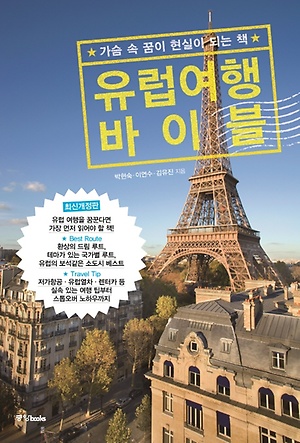 ★ 가슴 속 꿈이 현실이 되는 책 ★
유럽여행
바이블
박현숙 · 이연수 · 김유진 지음
최신개정판
유럽 여행을 꿈꾼다면
가장 먼저 읽어야 할 책!
★ Best Route
환상의 드림 루트,
테마가 있는 국가별 루트,
유럽의 보석같은 소도시 베스트
★ Travel Tip
저가항공 · 유럽열차 · 렌터카 등
실속 있는 여행 팁부터
스톱오버 노하우까지
books